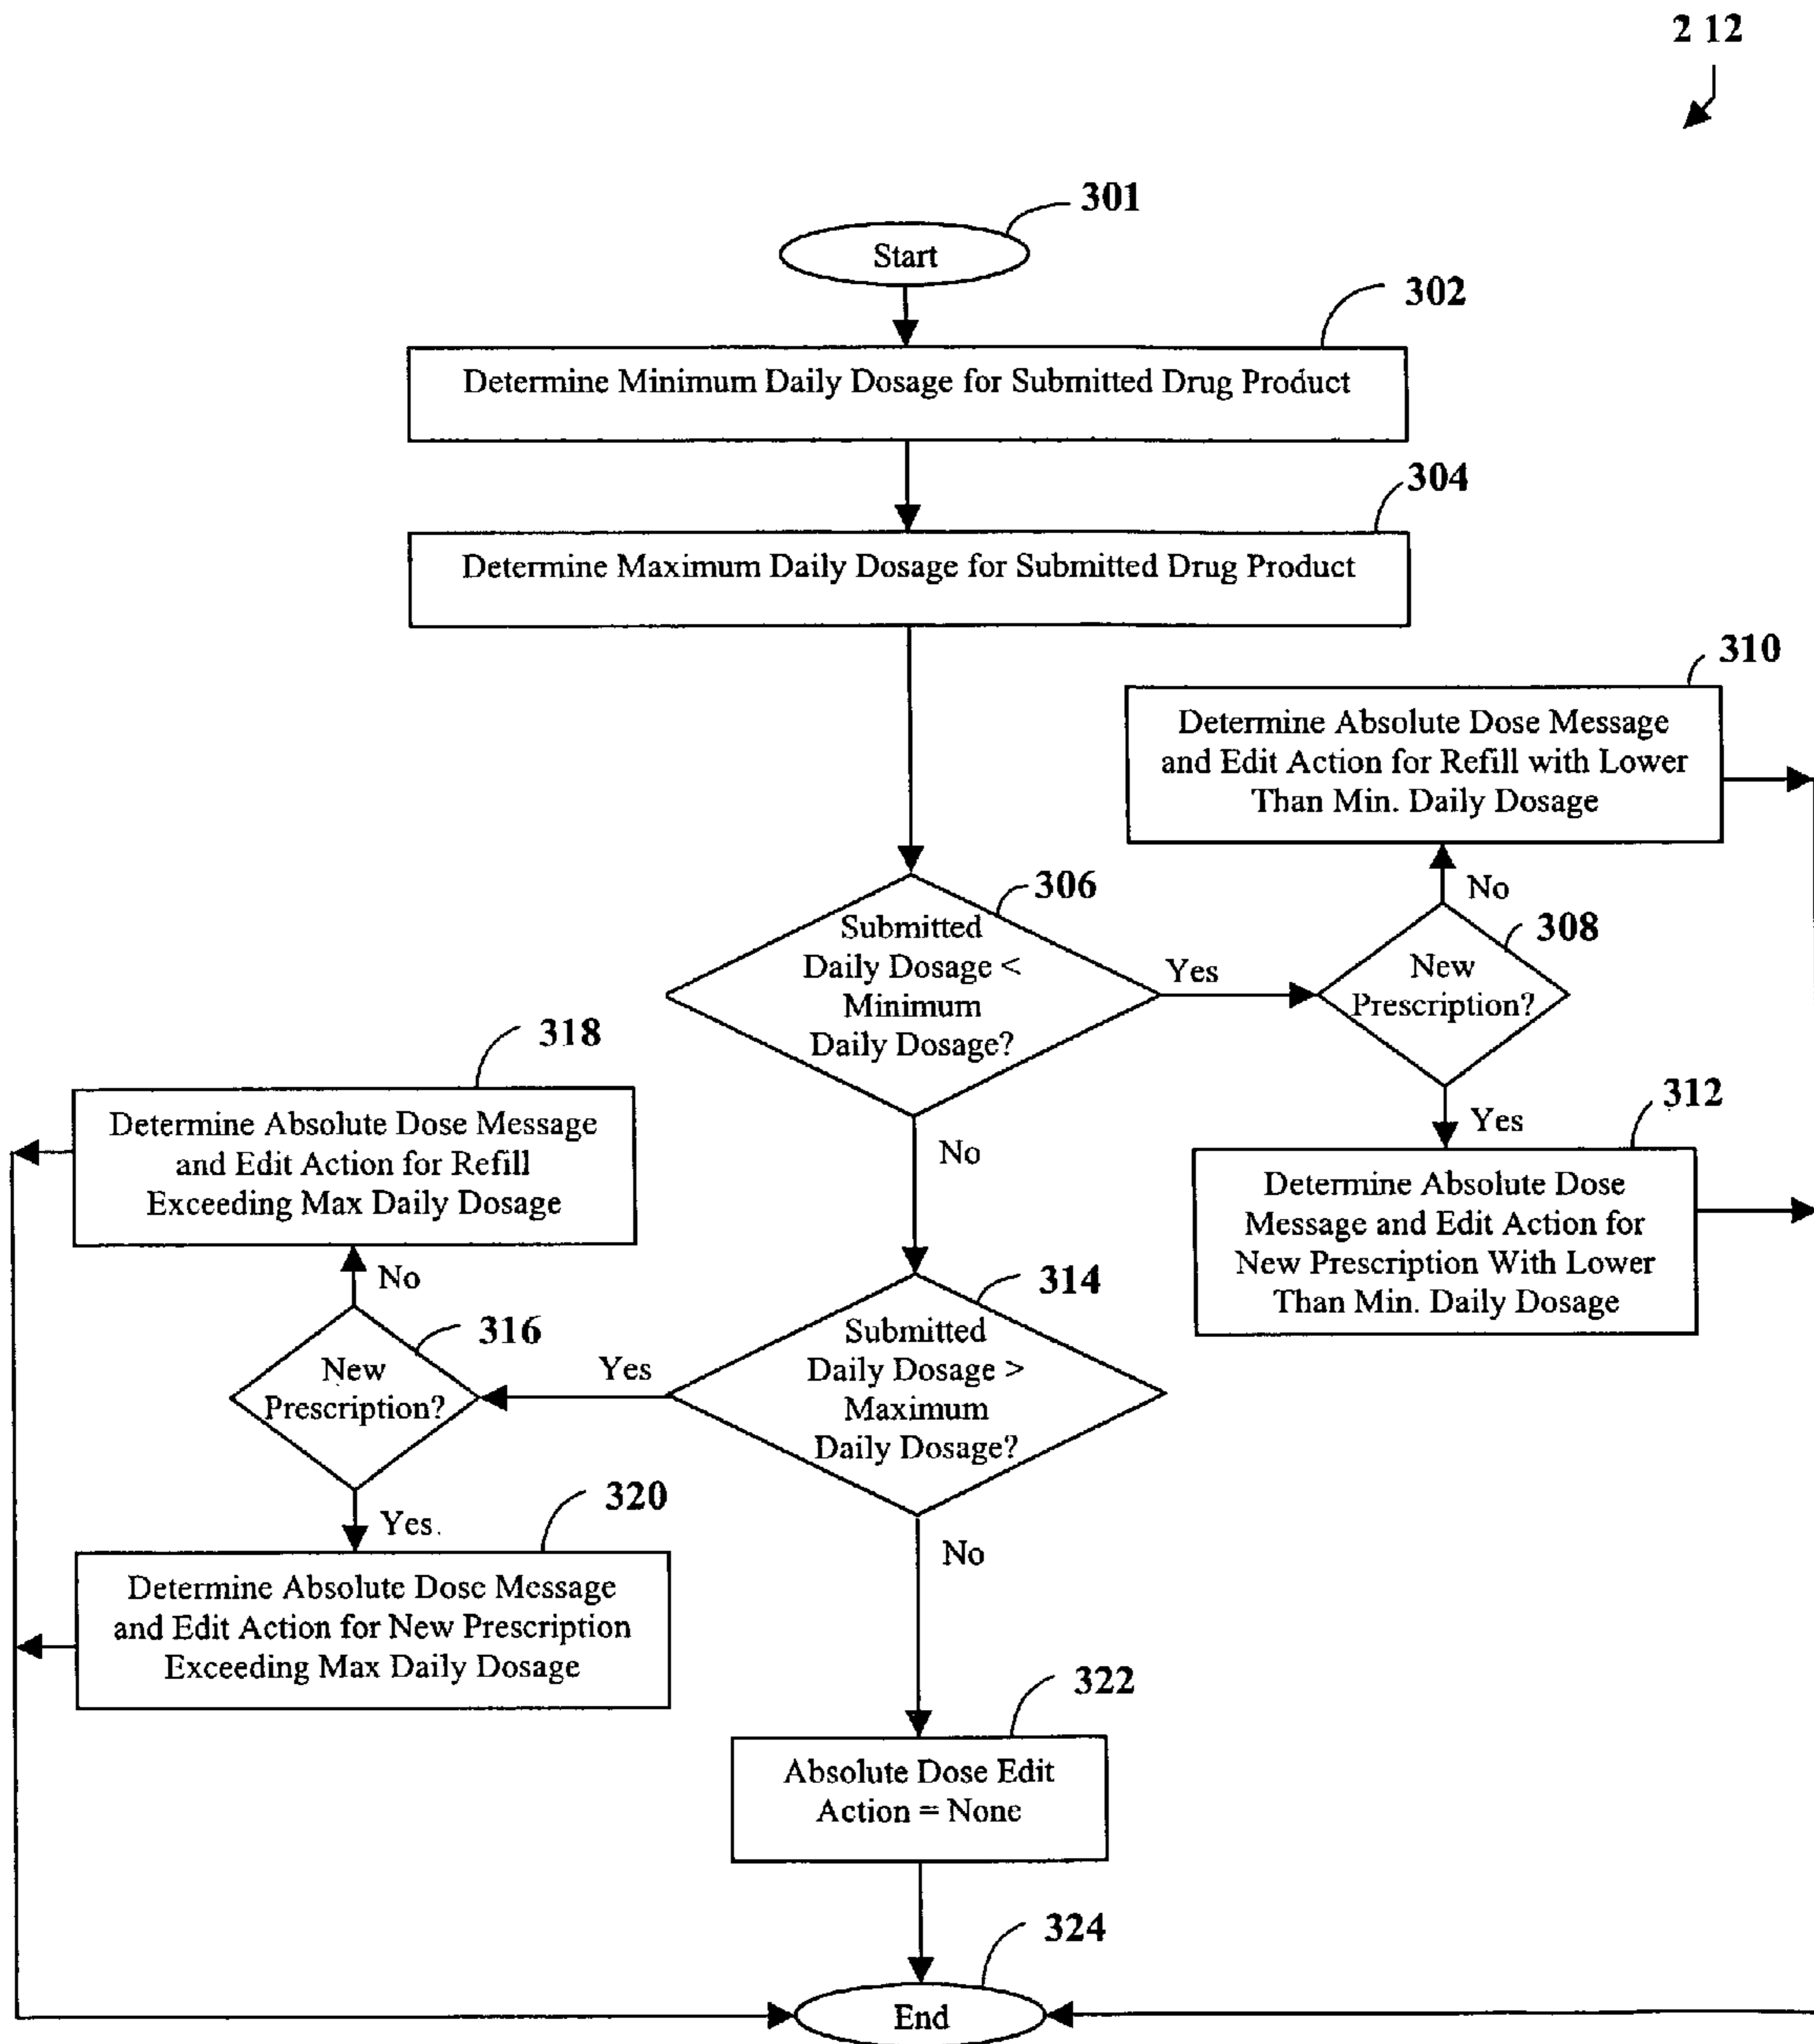 2 12
301
Start
302
Determine Minimum Daily Dosage for Submitted Drug Product
304
Determine Maximum Daily Dosage for Submitted Drug Product
310
Determine Absolute Dose Message
and Edit Action for Refill with Lower
Than Min. Daily Dosage
No
306
Submitted
Daily Dosage <
Minimum
Daily Dosage?
Yes
308
New
Prescription?
Yes
312
Determine Absolute Dose
Message and Edit Action for
New Prescription With Lower
Than Min. Daily Dosage
No
318
Determine Absolute Dose Message
and Edit Action for Refill
Exceeding Max Daily Dosage
No
314
Submitted
Daily Dosage >
Maximum
Daily Dosage?
Yes
316
New
Prescription?
Yes.
320
Determine Absolute Dose Message
and Edit Action for New Prescription
Exceeding Max Daily Dosage
No
322
Absolute Dose Edit
Action = None
324
End